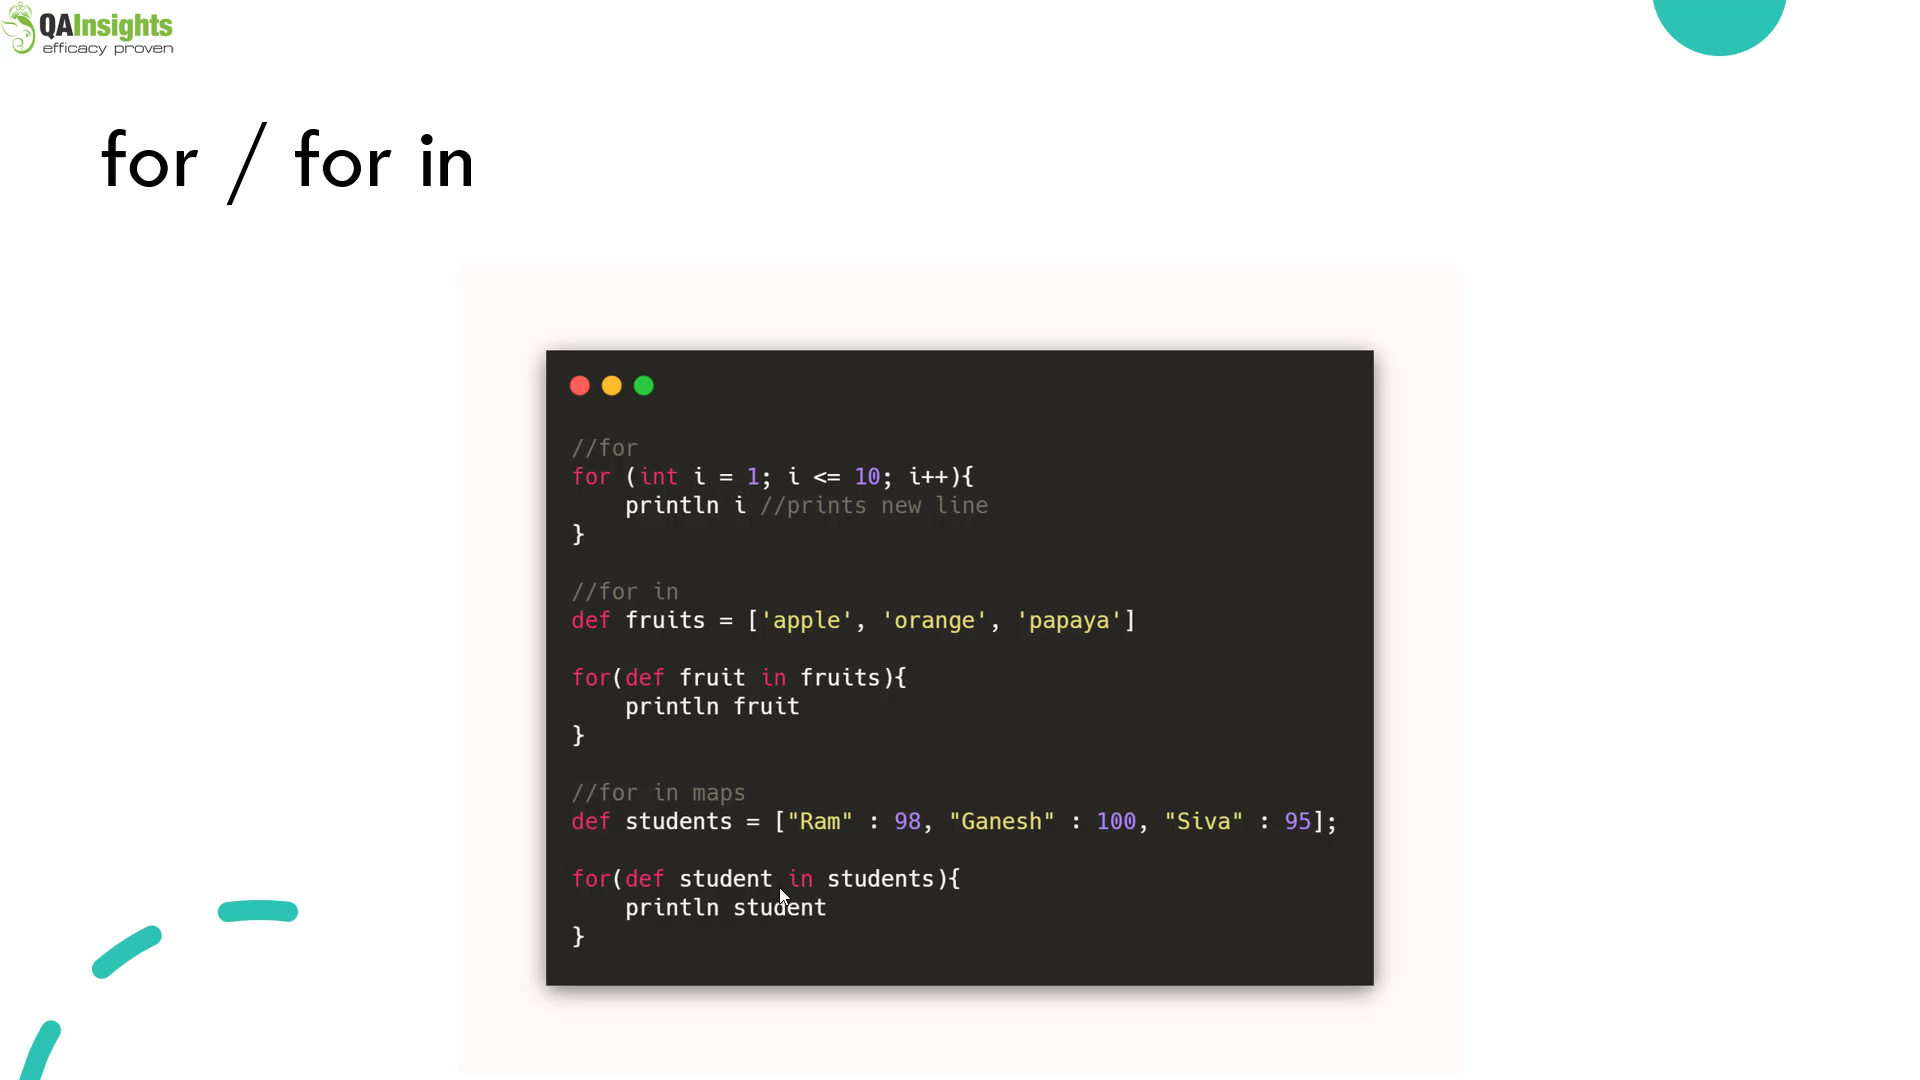 QAInsights
efficacy proven
for / for in
//for
for (int i = 1; i <= 10; i++){
    println i //prints new line
}
//for in
def fruits = ['apple', 'orange', 'papaya']
for(def fruit in fruits){
    println fruit
}
//for in maps
def students = ["Ram" : 98, "Ganesh" : 100, "Siva" : 95];
for(def student in students){
    println student
}